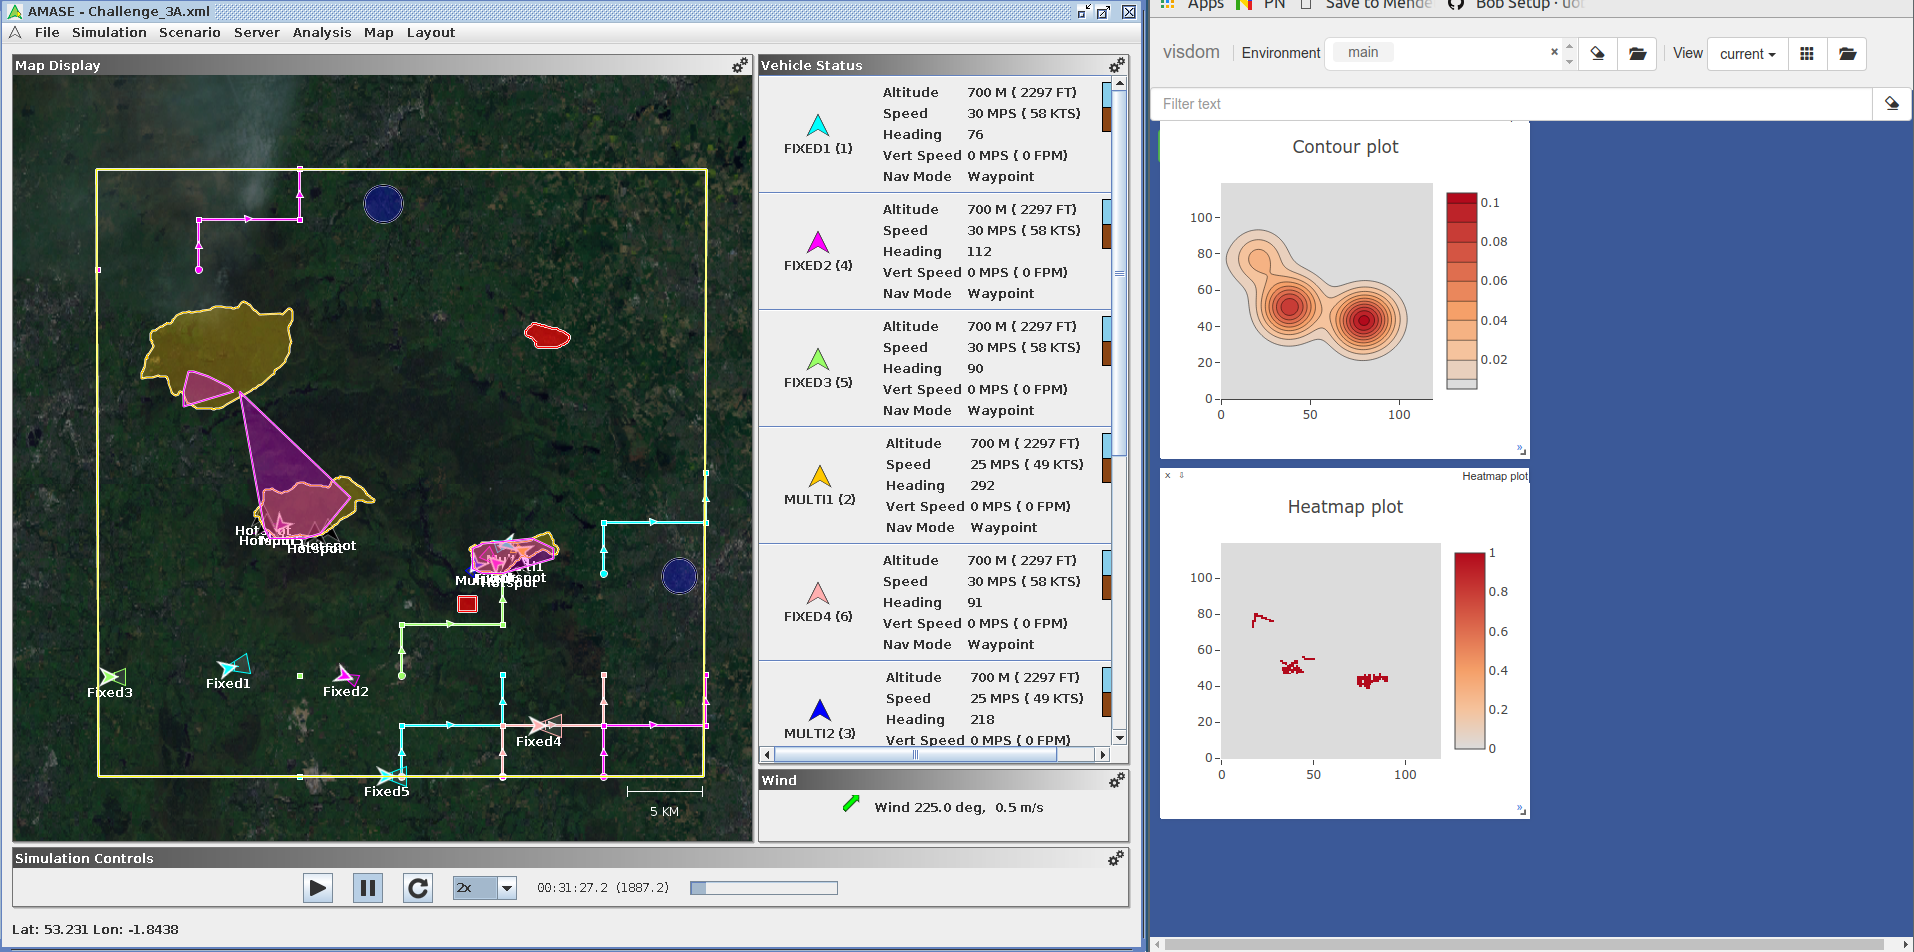 AMASE - Challenge_3A.xml
File Simulation Scenario Server Analysis Map Layout
Map Display
Hotspot
Hotspot
Fixed3
Fixed1
Fixed2
Fixed4
Fixed5
5 KM
Vehicle Status
FIXED1 (1)
Altitude 700 M ( 2297 FT)
Speed 30 MPS ( 58 KTS)
Heading 76
Vert Speed 0 MPS ( 0 FPM)
Nav Mode Waypoint
FIXED2 (4)
Altitude 700 M ( 2297 FT)
Speed 30 MPS ( 58 KTS)
Heading 112
Vert Speed 0 MPS ( 0 FPM)
Nav Mode Waypoint
FIXED3 (5)
Altitude 700 M ( 2297 FT)
Speed 30 MPS ( 58 KTS)
Heading 90
Vert Speed 0 MPS ( 0 FPM)
Nav Mode Waypoint
MULTI1 (2)
Altitude 700 M ( 2297 FT)
Speed 25 MPS ( 49 KTS)
Heading 292
Vert Speed 0 MPS ( 0 FPM)
Nav Mode Waypoint
FIXED4 (6)
Altitude 700 M ( 2297 FT)
Speed 30 MPS ( 58 KTS)
Heading 91
Vert Speed 0 MPS ( 0 FPM)
Nav Mode Waypoint
MULTI2 (3)
Altitude 700 M ( 2297 FT)
Speed 25 MPS ( 49 KTS)
Heading 218
Vert Speed 0 MPS ( 0 FPM)
Wind
Wind 225.0 deg, 0.5 m/s
Simulation Controls
2x 00:31:27.2 (1887.2)
Lat: 53.231 Lon: -1.8438
Apps PN Save to Mende Bob Setup · uob
visdom Environment main × View current
Filter text
Contour plot
100
80
60
40
20
0
0 50 100
0.1
0.08
0.06
0.04
0.02
Heatmap plot
Heatmap plot
100
80
60
40
20
0
0 50 100
1
0.8
0.6
0.4
0.2
0